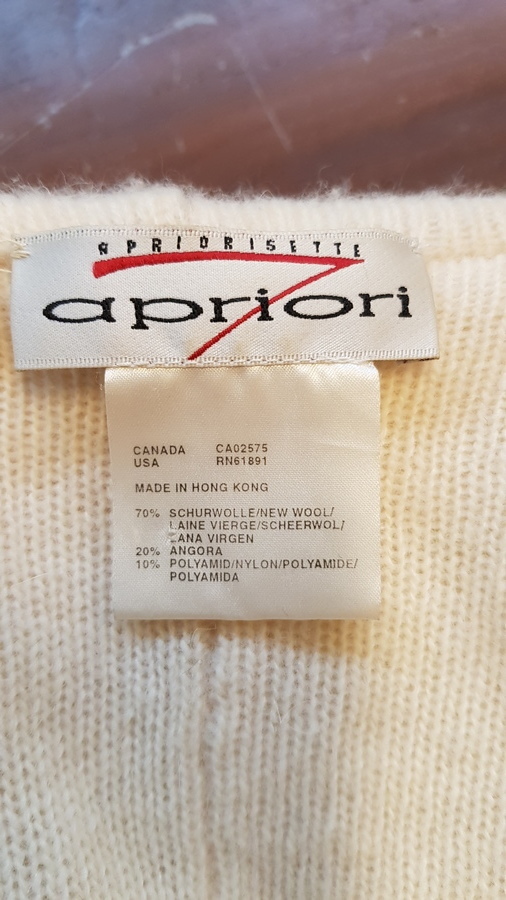 APRIORISETTE
apriori
CANADA CA02575
USA RN61891
MADE IN HONG KONG
70% SCHURWOLLE/NEW WOOL/
LAINE VIERGE/SCHEERWOL/
LANA VIRGEN
20% ANGORA
10% POLYAMID/NYLON/POLYAMIDE/
POLYAMIDA